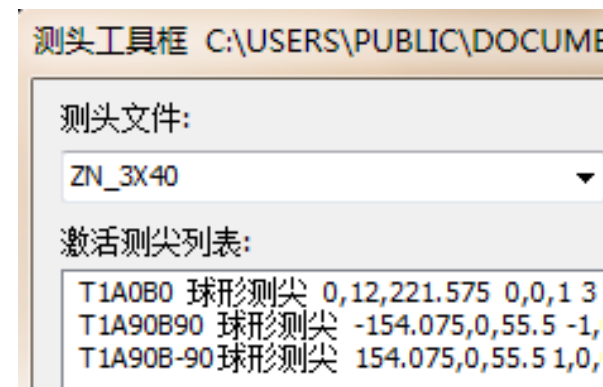 测头工具框 C:\USERS\PUBLIC\DOCUME
测头文件:
ZN_3X40
激活测尖列表:
T1A0B0 球形测尖 0,12,221.575 0,0,1 3
T1A90B90 球形测尖 -154.075,0,55.5 -1,
T1A90B-90球形测尖 154.075,0,55.5 1,0,